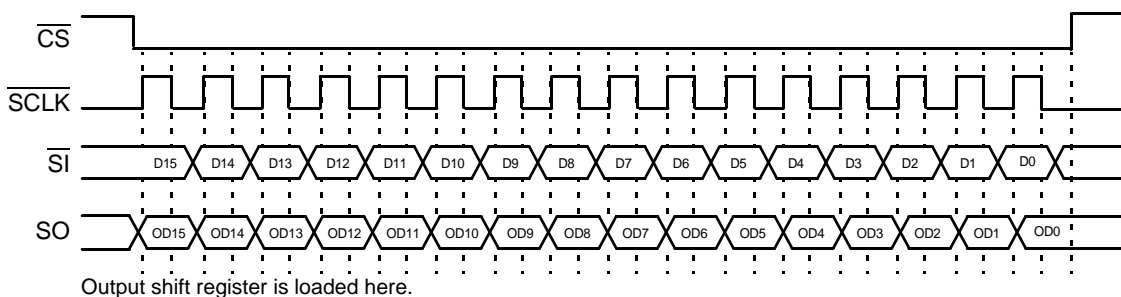 CS
SCLK
SI D15 D14 D13 D12 D11 D10 D9 D8 D7 D6 D5 D4 D3 D2 D1 D0
SO OD15 OD14 OD13 OD12 OD11 OD10 OD9 OD8 OD7 OD6 OD5 OD4 OD3 OD2 OD1 OD0
Output shift register is loaded here.